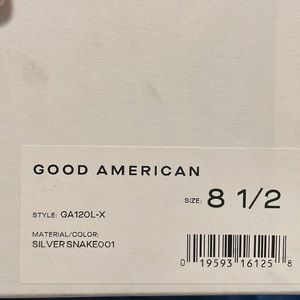 GOOD AMERICAN
SIZE: 8 1/2
STYLE: GA120L-X
MATERIAL/COLOR:
SILVER SNAKE001
0 19593 16125 8